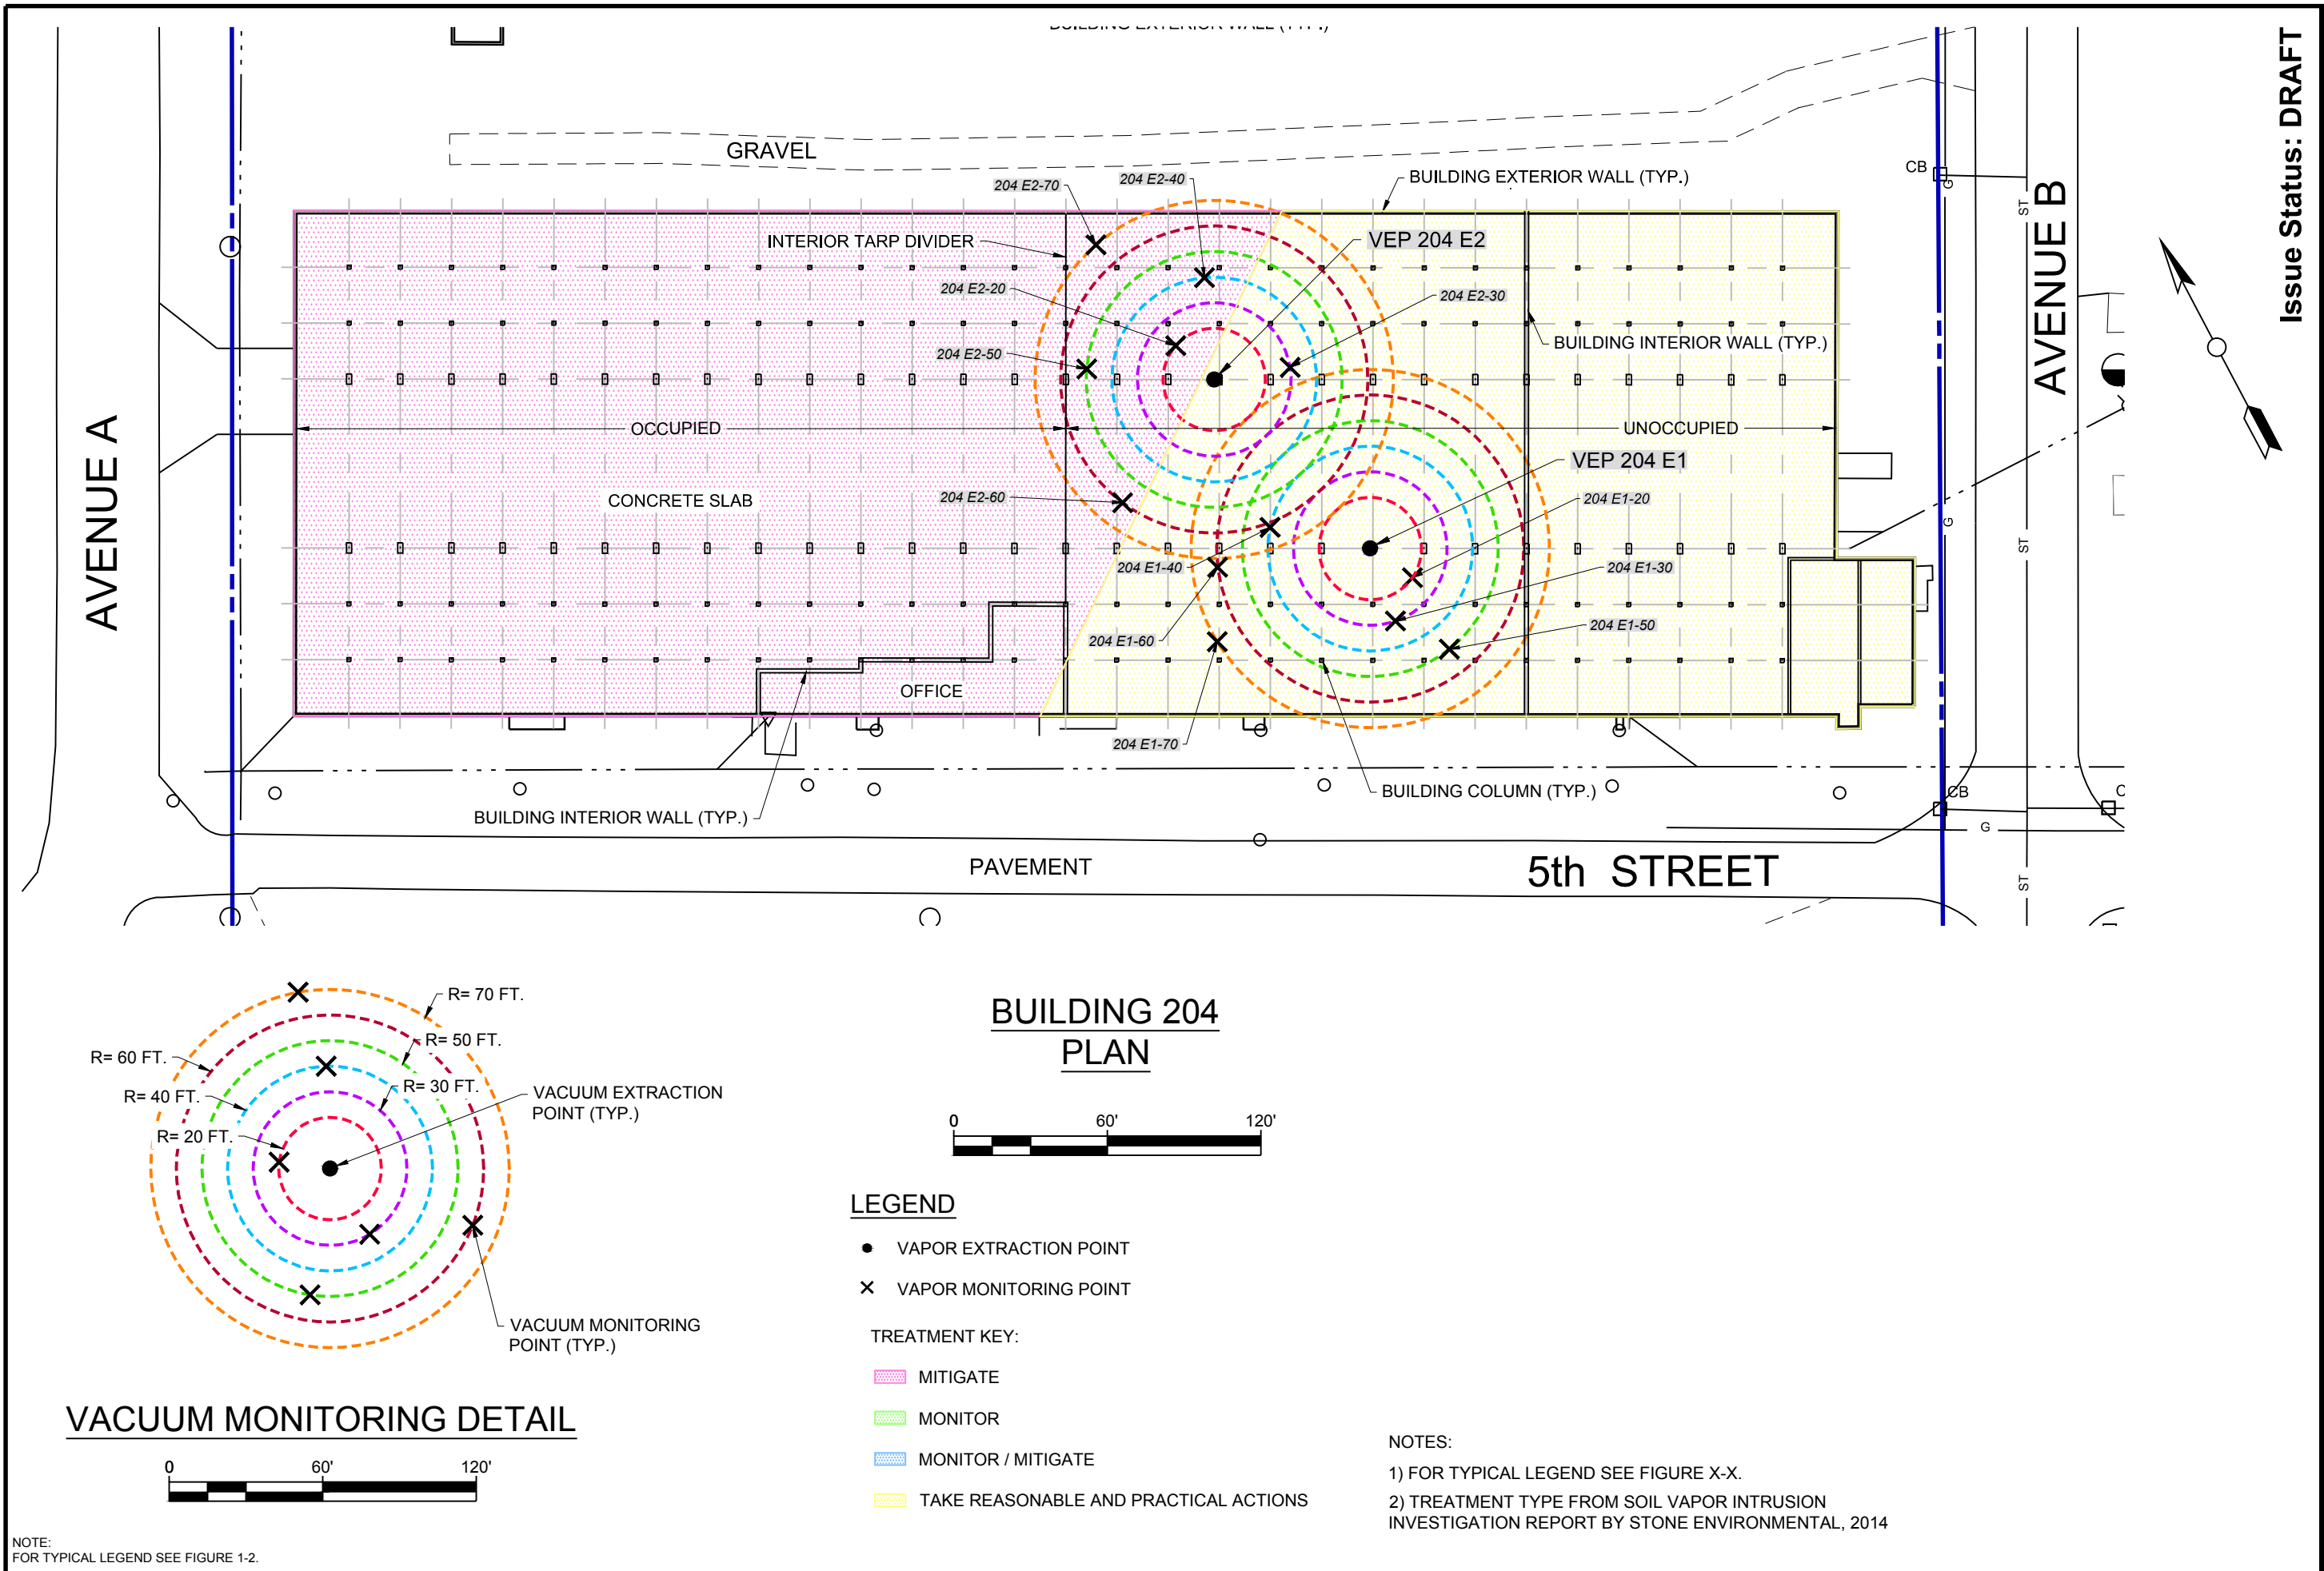 BUILDING EXTERIOR WALL (TYP.)
Issue Status: DRAFT
GRAVEL
CB
G
ST
AVENUE B
204 E2-70
204 E2-40
BUILDING EXTERIOR WALL (TYP.)
INTERIOR TARP DIVIDER
VEP 204 E2
204 E2-20
204 E2-30
204 E2-50
BUILDING INTERIOR WALL (TYP.)
AVENUE A
OCCUPIED
UNOCCUPIED
VEP 204 E1
CONCRETE SLAB
204 E2-60
204 E1-20
G
ST
204 E1-40
204 E1-30
204 E1-60
204 E1-50
OFFICE
204 E1-70
BUILDING INTERIOR WALL (TYP.)
BUILDING COLUMN (TYP.)
CB
C
G
PAVEMENT
5th STREET
ST
R= 70 FT.
R= 50 FT.
R= 60 FT.
R= 30 FT.
R= 40 FT.
R= 20 FT.
VACUUM EXTRACTION
POINT (TYP.)
VACUUM MONITORING
POINT (TYP.)
VACUUM MONITORING DETAIL
0 60' 120'
BUILDING 204
PLAN
0 60' 120'
LEGEND
VAPOR EXTRACTION POINT
VAPOR MONITORING POINT
TREATMENT KEY:
MITIGATE
MONITOR
MONITOR / MITIGATE
TAKE REASONABLE AND PRACTICAL ACTIONS
NOTES:
1) FOR TYPICAL LEGEND SEE FIGURE X-X.
2) TREATMENT TYPE FROM SOIL VAPOR INTRUSION
INVESTIGATION REPORT BY STONE ENVIRONMENTAL, 2014
NOTE:
FOR TYPICAL LEGEND SEE FIGURE 1-2.